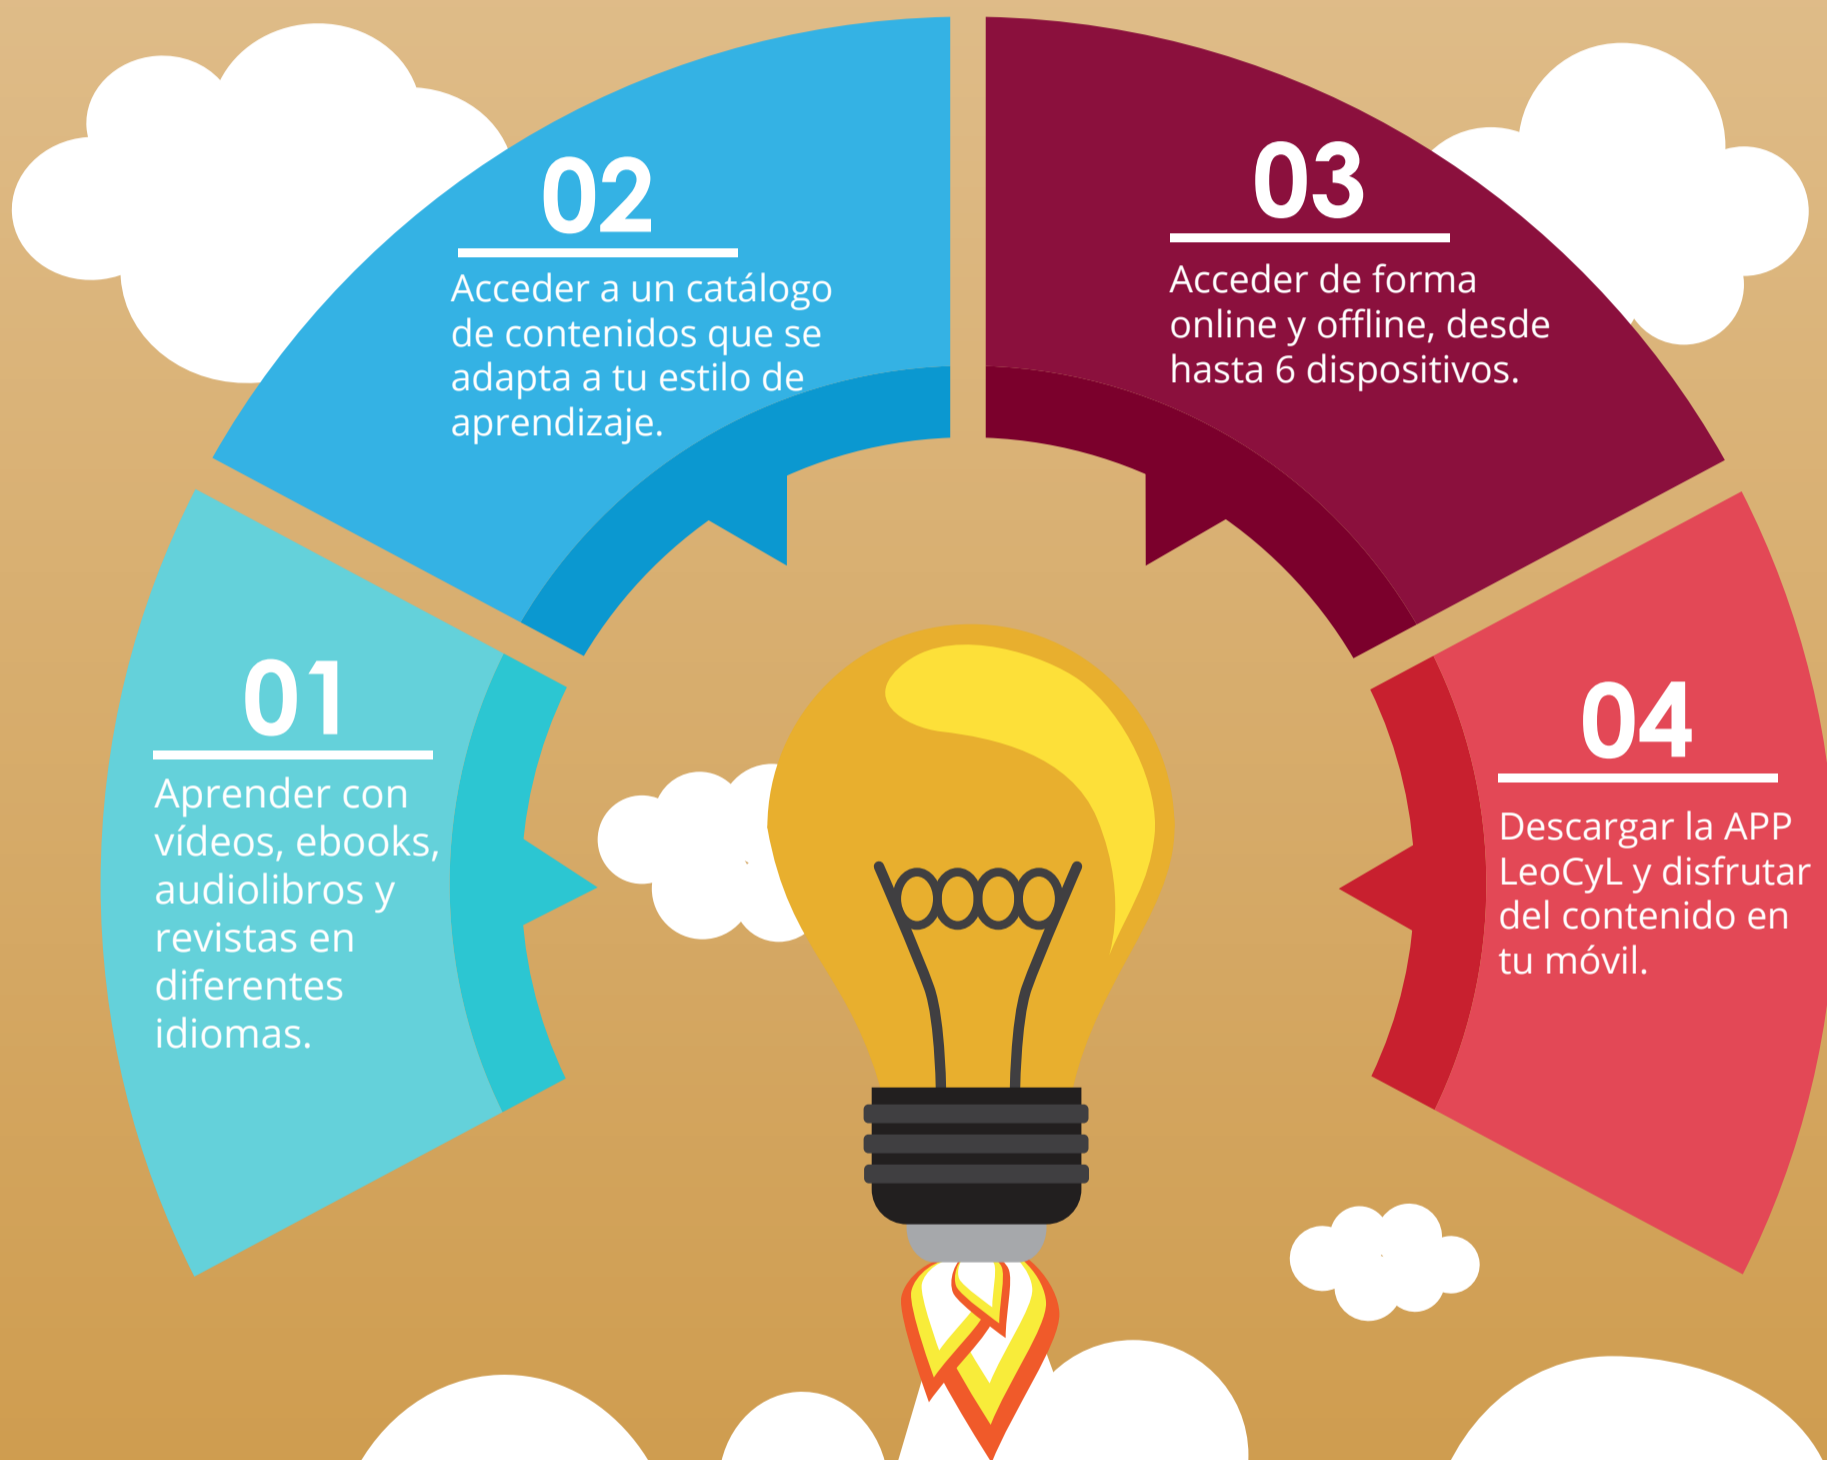 01
Aprender con
vídeos, ebooks,
audiolibros y
revistas en
diferentes
idiomas.
02
Acceder a un catálogo
de contenidos que se
adapta a tu estilo de
aprendizaje.
03
Acceder de forma
online y offline, desde
hasta 6 dispositivos.
04
Descargar la APP
LeoCyL y disfrutar
del contenido en
tu móvil.